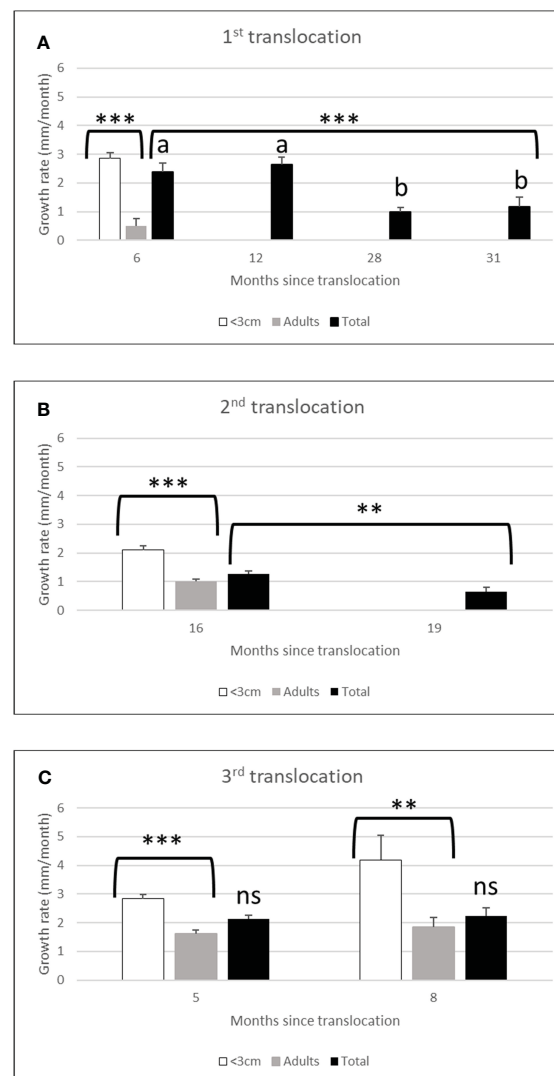 A
1st translocation
Growth rate (mm/month)
6
5
4
3
2
1
0
***
***
a
a
b
b
6 12 28 31
Months since translocation
<3cm Adults Total
B
2nd translocation
Growth rate (mm/month)
6
5
4
3
2
1
0
***
**
16 19
Months since translocation
<3cm Adults Total
C
3rd translocation
Growth rate (mm/month)
6
5
4
3
2
1
0
***
ns
**
ns
5 8
Months since translocation
<3cm Adults Total